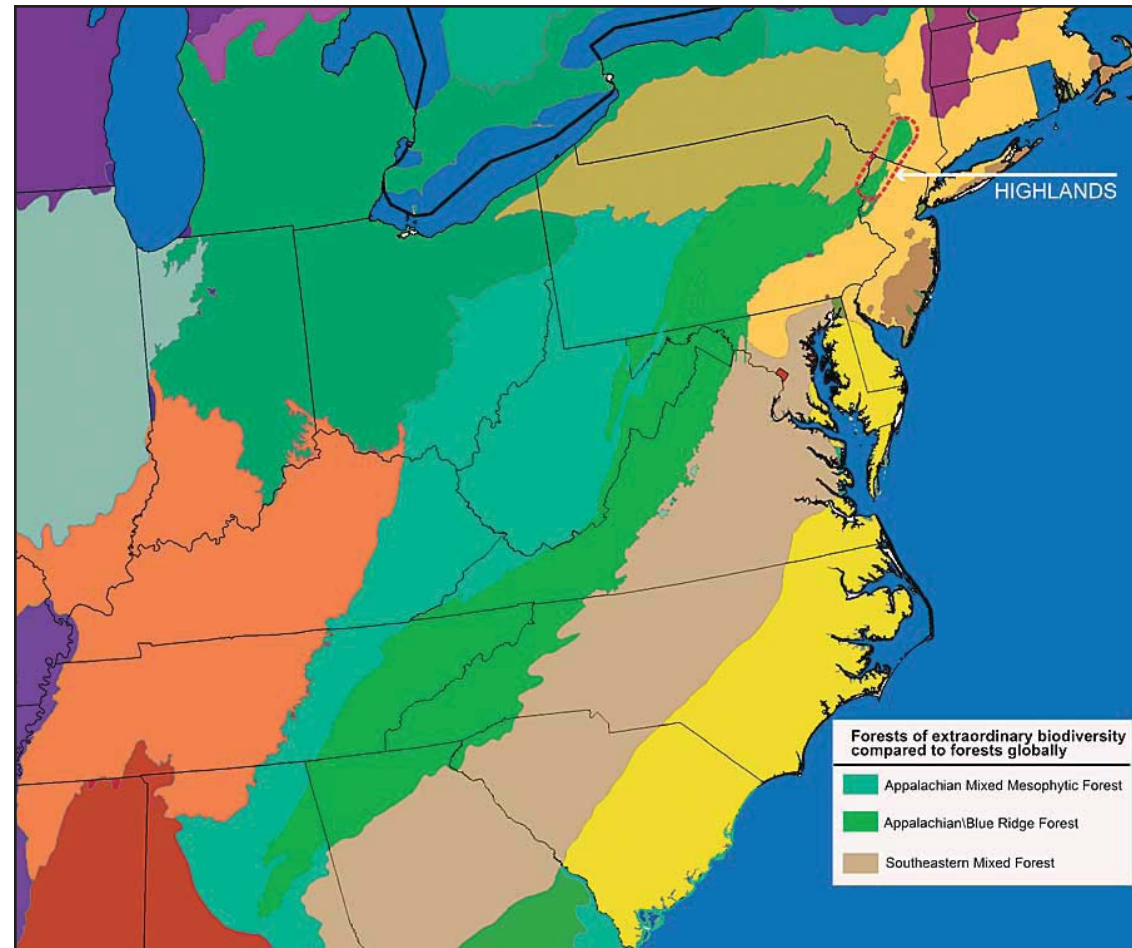 HIGHLANDS
Forests of extraordinary biodiversity
compared to forests globally
Appalachian Mixed Mesophytic Forest
Appalachian\Blue Ridge Forest
Southeastern Mixed Forest